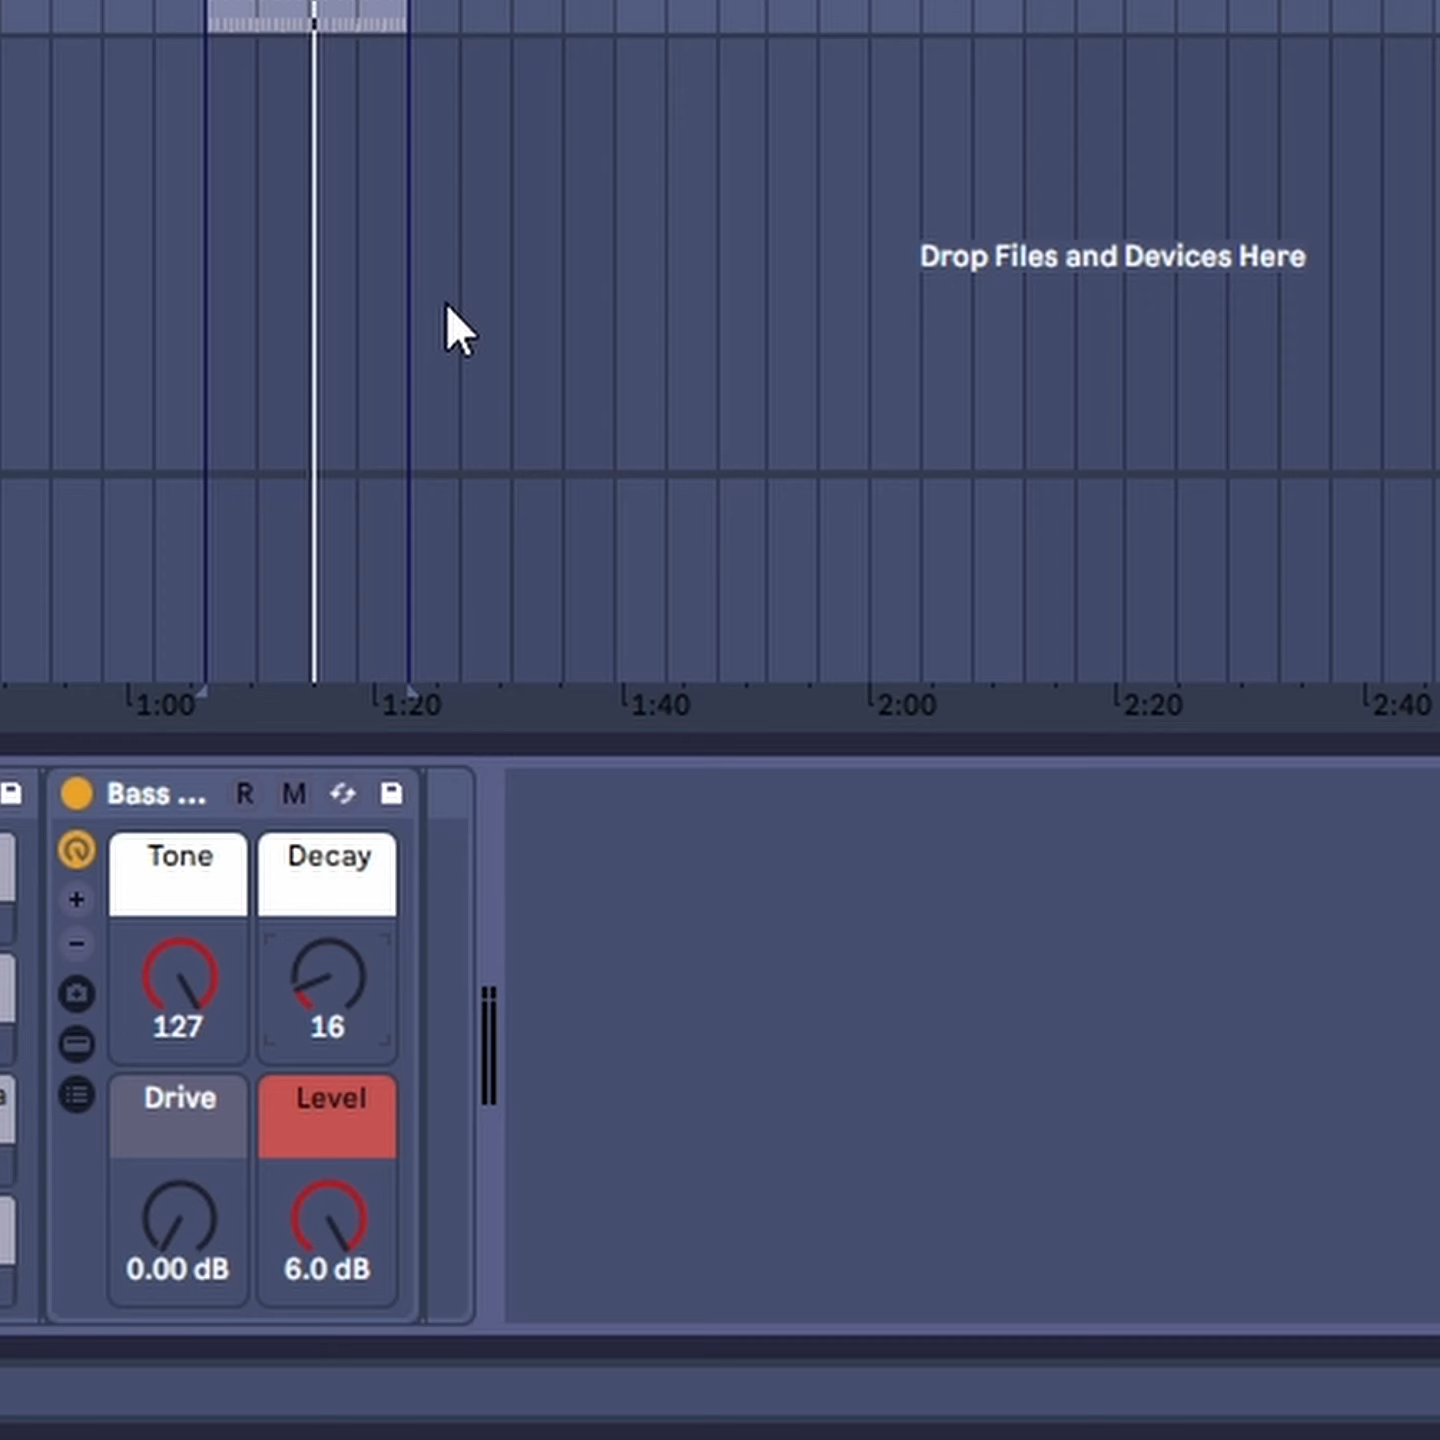 Drop Files and Devices Here
1:00 1:20 1:40 2:00 2:20 2:40
Bass ... R M
Tone Decay
127 16
Drive Level
0.00 dB 6.0 dB